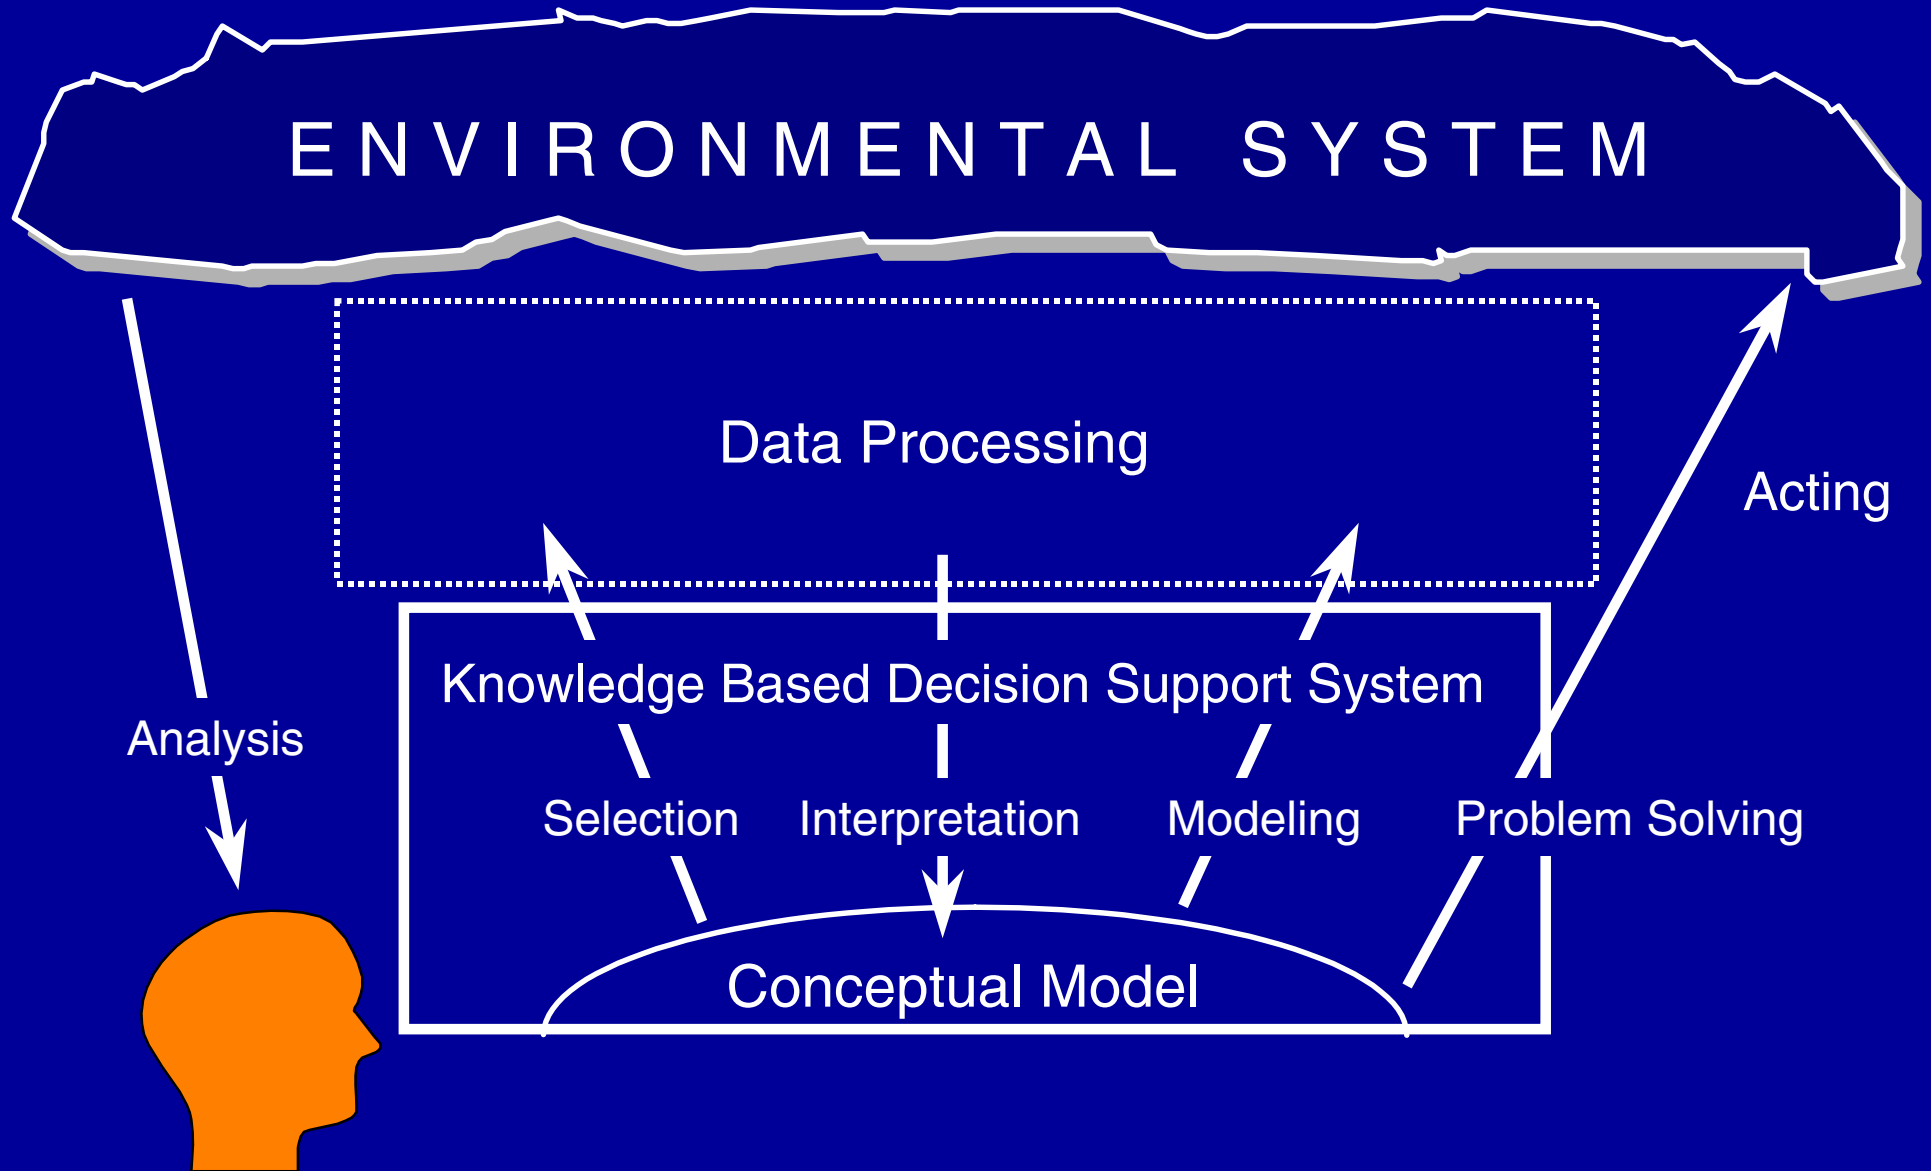 ENVIRONMENTAL SYSTEM
Data Processing
Acting
Knowledge Based Decision Support System
Analysis
Selection
Interpretation
Modeling
Problem Solving
Conceptual Model